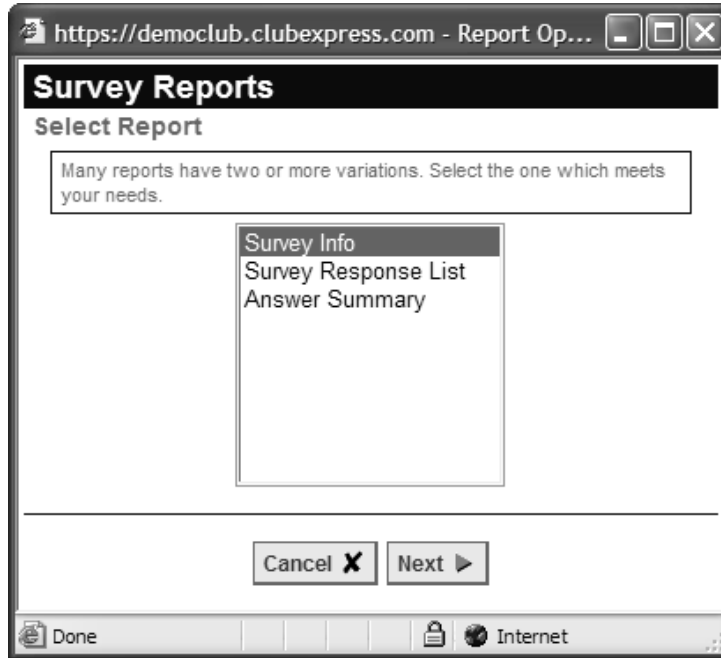 https://democlub.clubexpress.com - Report Op...
Survey Reports
Select Report
Many reports have two or more variations. Select the one which meets
your needs.
Survey Info
Survey Response List
Answer Summary
Cancel
Next
Done
Internet